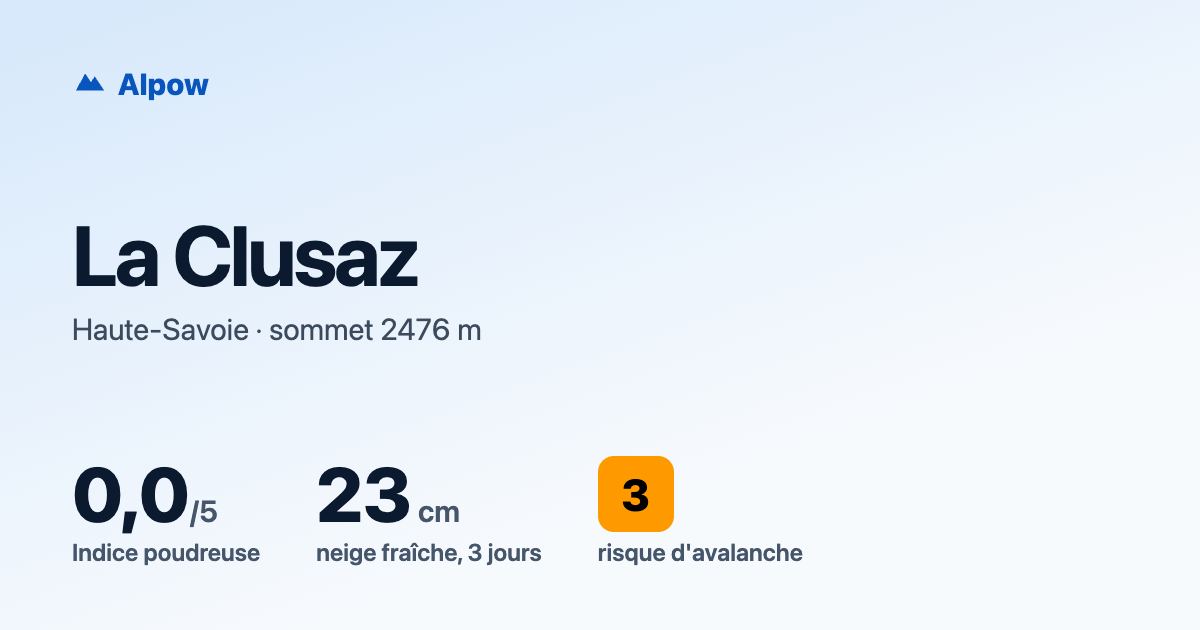 Alpow
La Clusaz
Haute-Savoie · sommet 2476 m
0,0/5
Indice poudreuse
23 cm
neige fraîche, 3 jours
3
risque d'avalanche